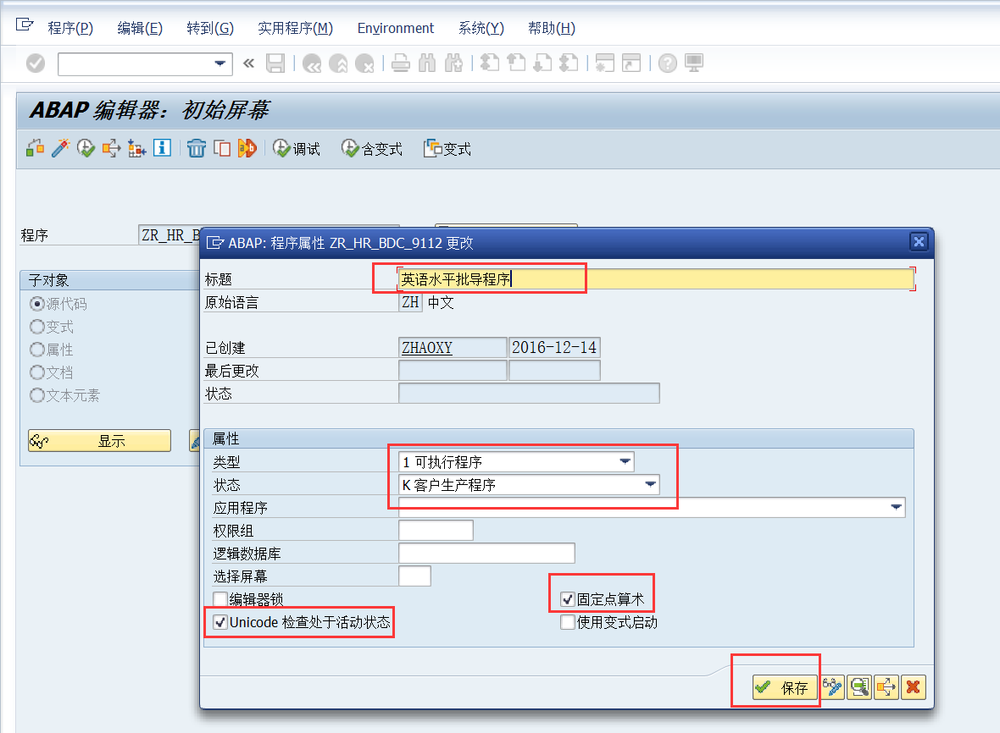 程序(P) 编辑(E) 转到(G) 实用程序(M) Environment 系统(Y) 帮助(H)
ABAP 编辑器：初始屏幕
调试 含变式 变式
程序 ZR_HR_B
子对象
源代码
变式
属性
文档
文本元素
显示
ABAP: 程序属性 ZR_HR_BDC_9112 更改
标题 英语水平批导程序
原始语言 ZH 中文
已创建 ZHAOXY 2016-12-14
最后更改
状态
属性
类型 1 可执行程序
状态 K 客户生产程序
应用程序
权限组
逻辑数据库
选择屏幕
编辑器锁 固定点算术
Unicode 检查处于活动状态 使用变式启动
保存